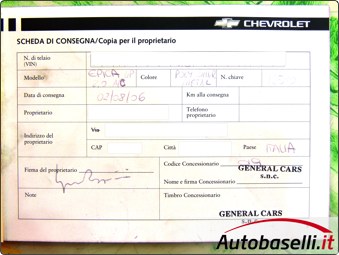 CHEVROLET
SCHEDA DI CONSEGNA/Copia per il proprietario
N. di telaio
(VIN)
Modello Colore N. chiave
Data di consegna 02/08/06 Km alla consegna
Proprietario Telefono proprietario
Indirizzo del proprietario Via
CAP Città Paese ITALIA
Codice Concessionario
Firma del proprietario GENERAL CARS
s.n.c.
Nome e firma Concessionario
Note Timbro Concessionario
GENERAL CARS
s.n.c.
Autobaselli.it